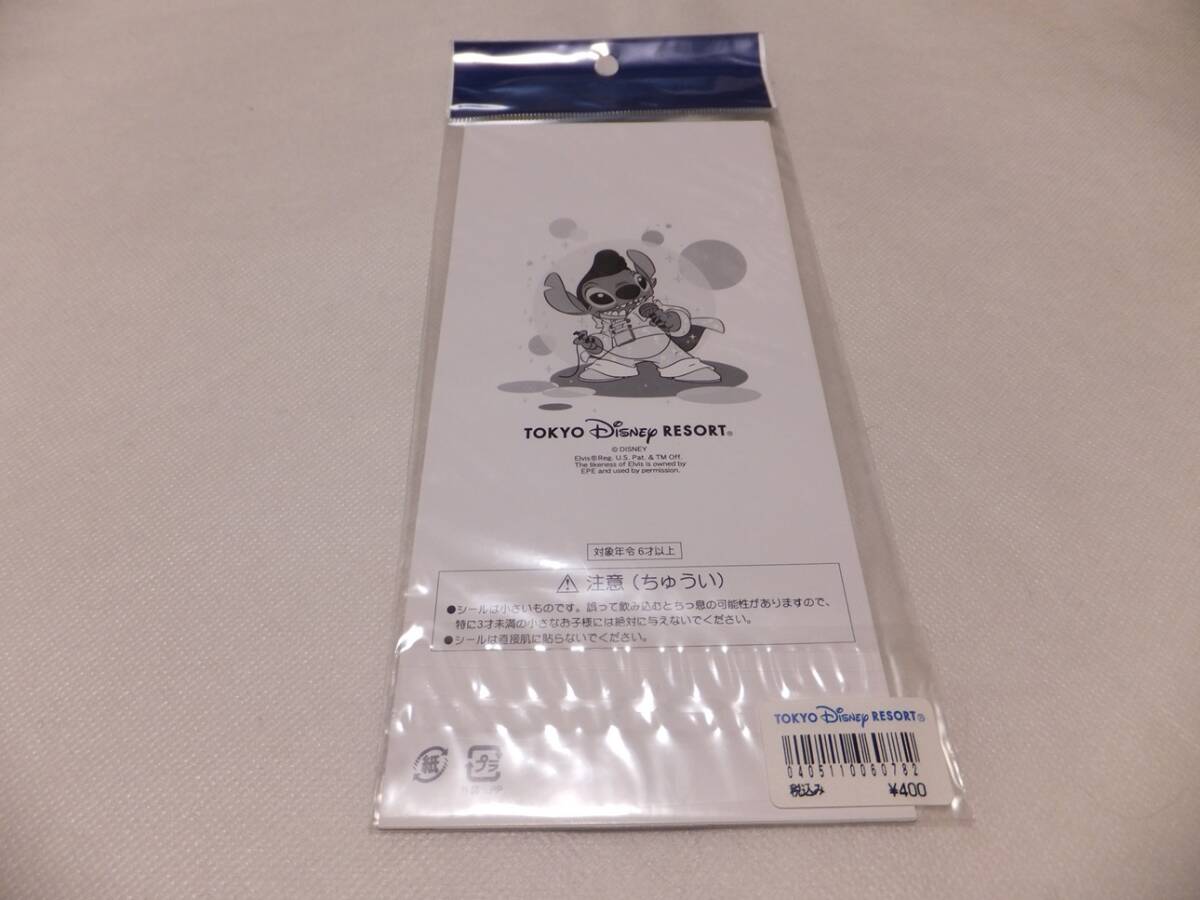 TOKYO Disney RESORT®
© DISNEY
Elvis® Reg. U.S. Pat. & TM Off.
The likeness of Elvis is owned by
EPE and used by permission.
対象年令 6才以上
⚠ 注意（ちゅうい）
●シールは小さいものです。誤って飲み込むとちっ息の可能性がありますので、
特に3才未満の小さなお子様には絶対に与えないでください。
●シールは直接肌に貼らないでください。
紙
プラ
TOKYO Disney RESORT®
0405110060782
税込み ¥400